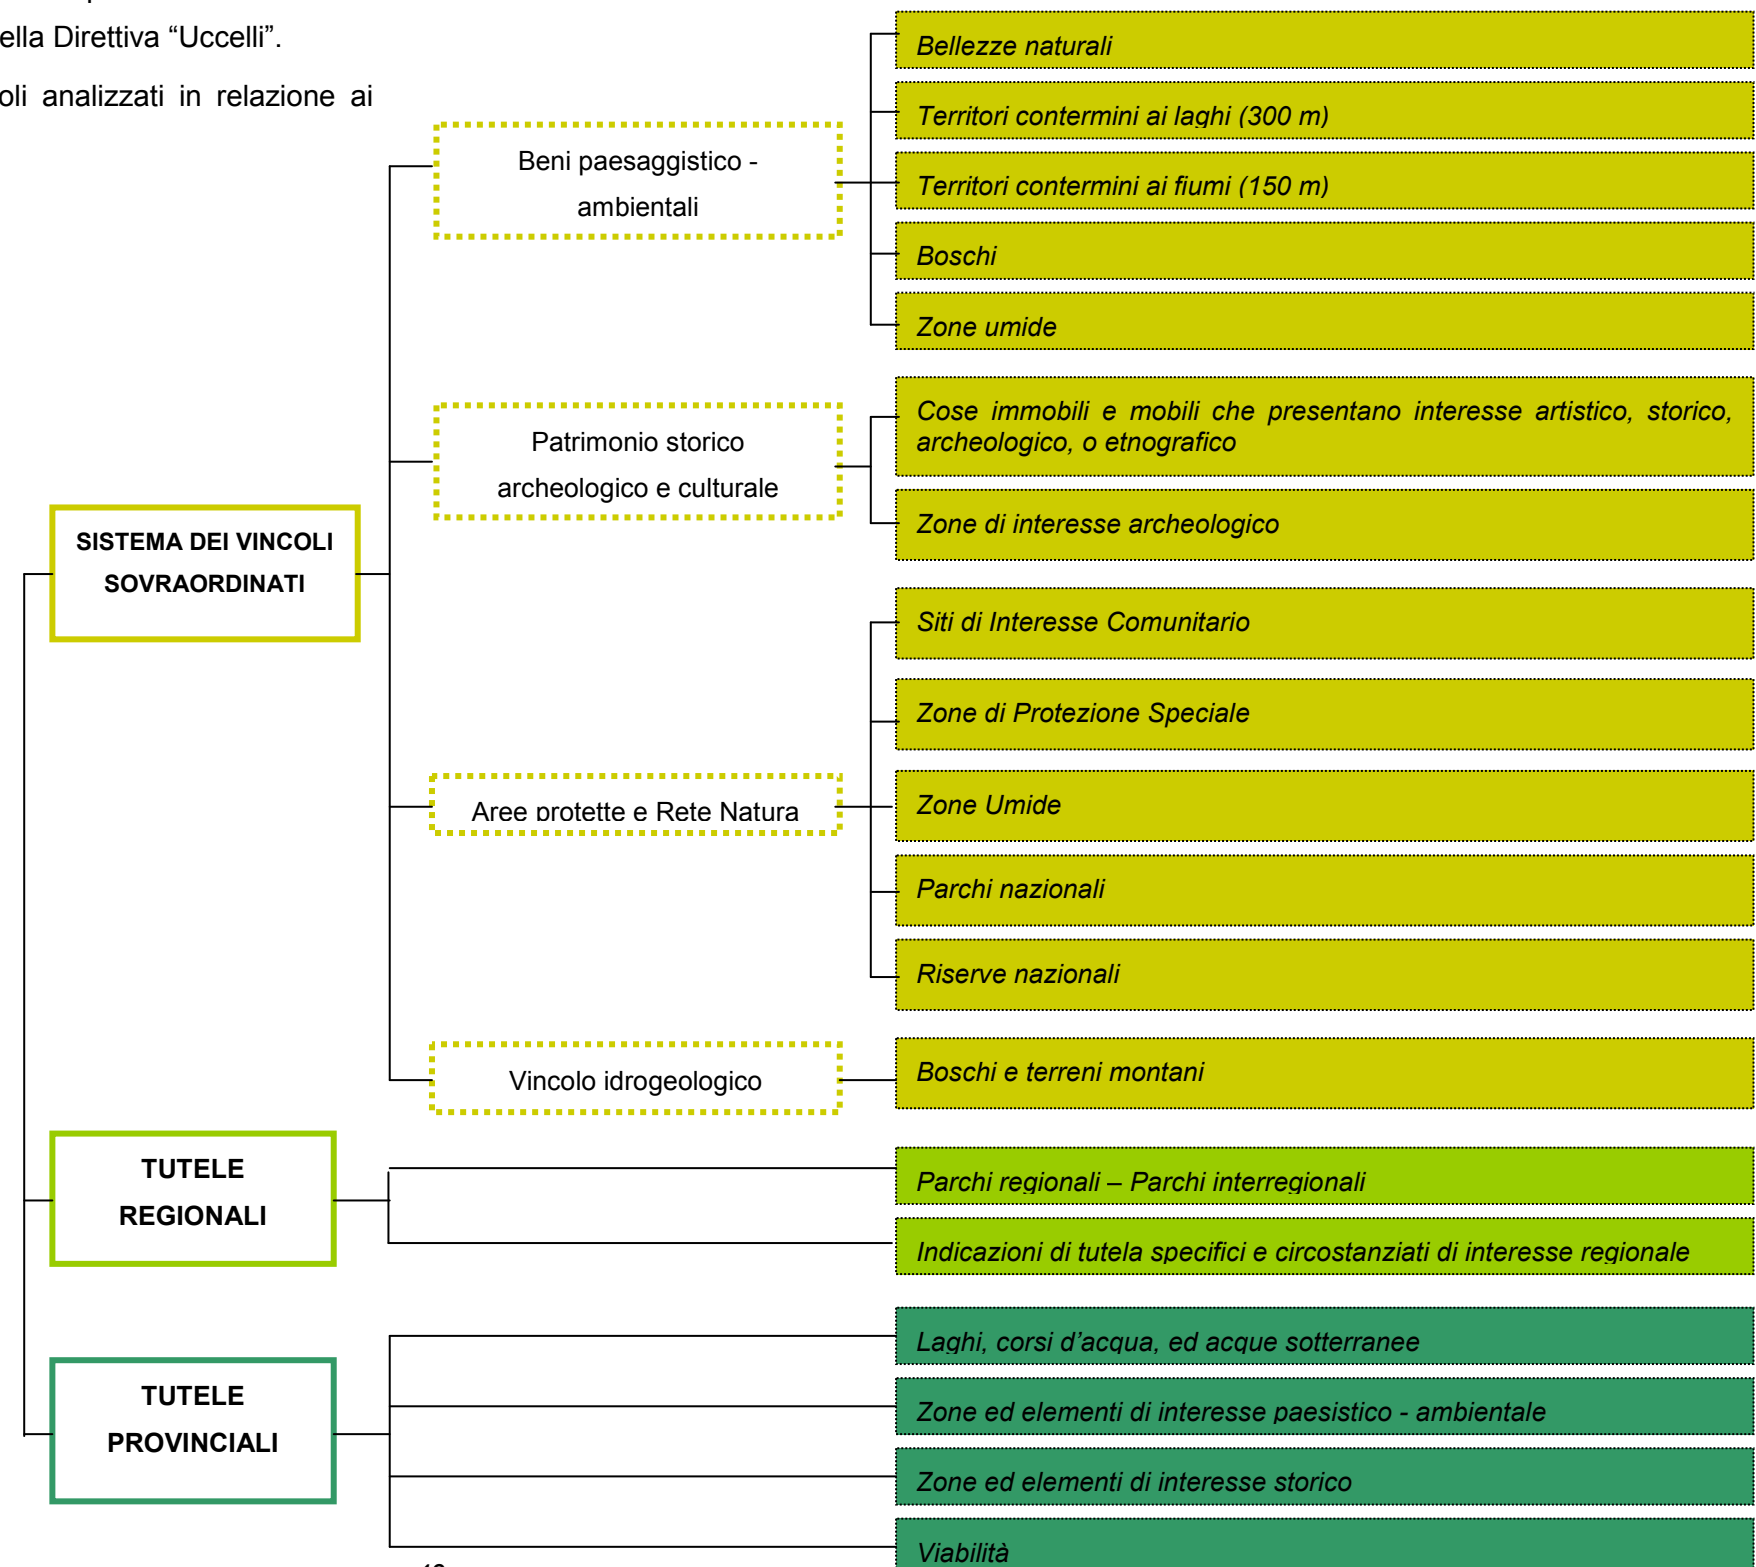 ella Direttiva “Uccelli”.
oli analizzati in relazione ai
SISTEMA DEI VINCOLI
SOVRAORDINATI
Beni paesaggistico -
ambientali
Bellezze naturali
Territori contermini ai laghi (300 m)
Territori contermini ai fiumi (150 m)
Boschi
Zone umide
Patrimonio storico
archeologico e culturale
Cose immobili e mobili che presentano interesse artistico, storico,
archeologico, o etnografico
Zone di interesse archeologico
Aree protette e Rete Natura
Siti di Interesse Comunitario
Zone di Protezione Speciale
Zone Umide
Parchi nazionali
Riserve nazionali
Vincolo idrogeologico
Boschi e terreni montani
TUTELE
REGIONALI
Parchi regionali – Parchi interregionali
Indicazioni di tutela specifici e circostanziati di interesse regionale
TUTELE
PROVINCIALI
Laghi, corsi d’acqua, ed acque sotterranee
Zone ed elementi di interesse paesistico - ambientale
Zone ed elementi di interesse storico
Viabilità